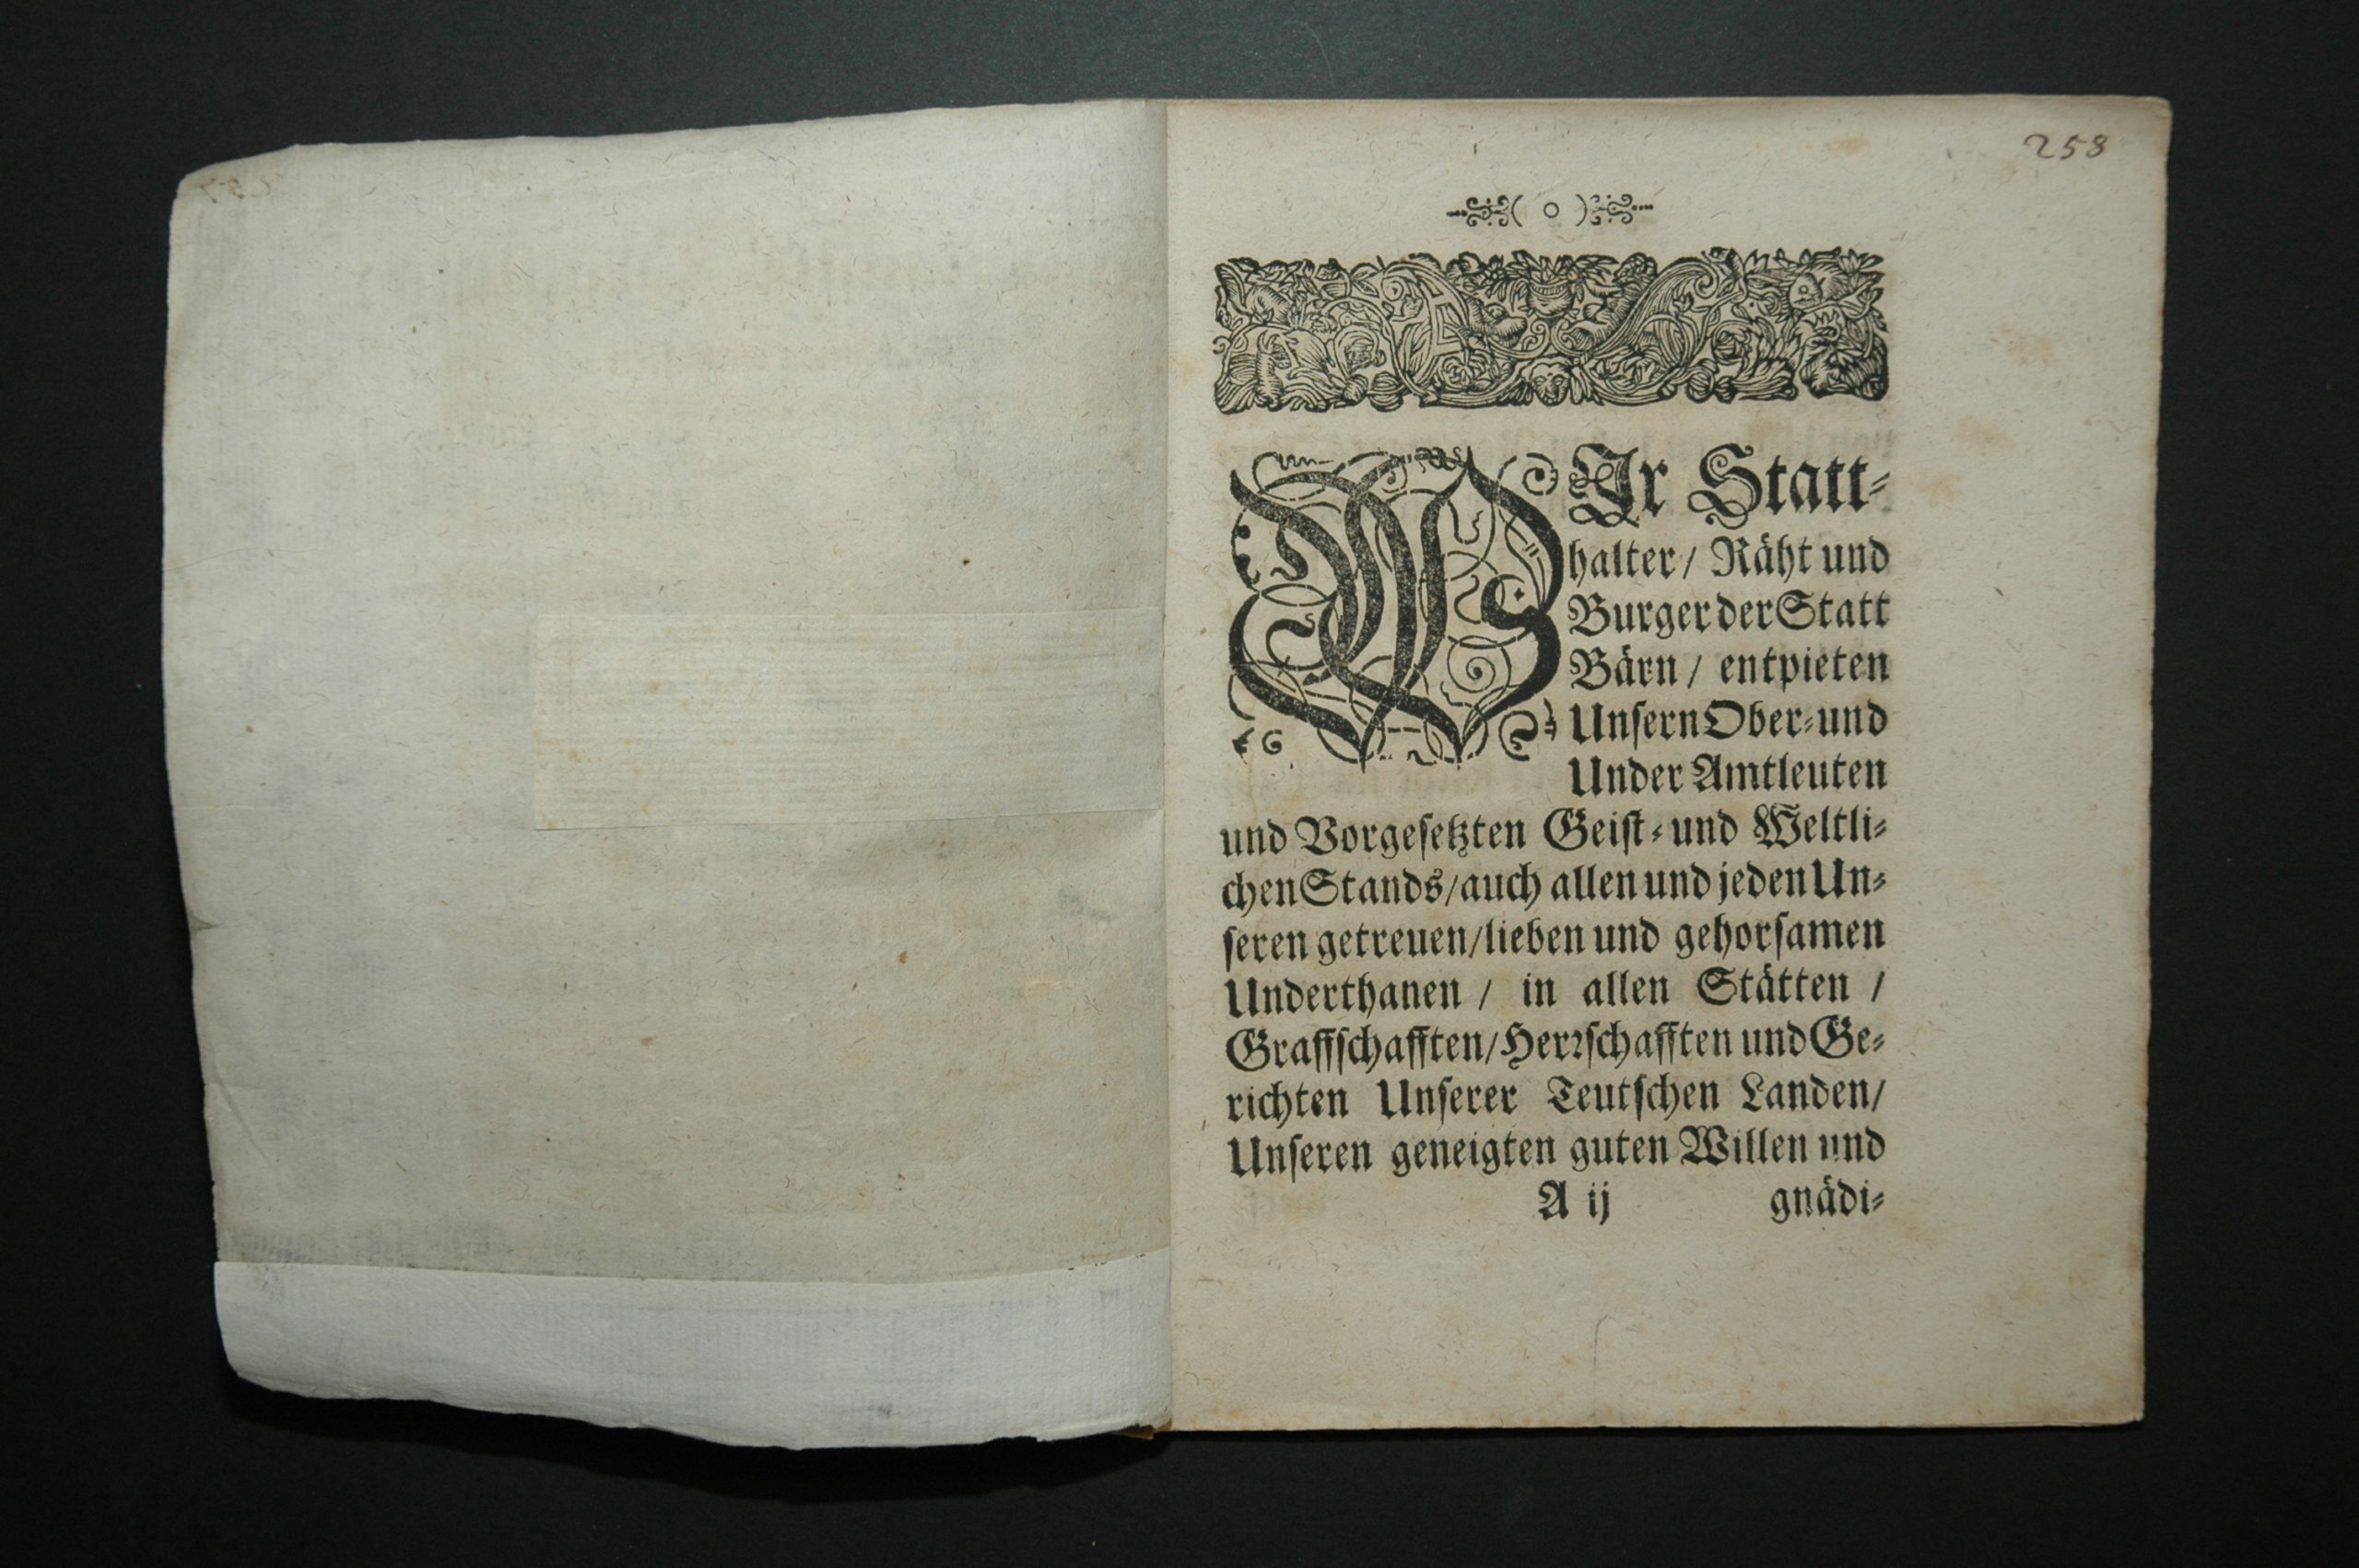 258
( o )
WIr Statt-
halter / Räht und
Burger der Statt
Bärn / entpieten
Unsern Ober- und
Under Amtleuten
und Vorgesetzten Geist- und Weltli-
chen Stands / auch allen und jeden Un-
seren getreuen / lieben und gehorsamen
Underthanen / in allen Stätten /
Graffschafften / Herrschafften und Ge-
richten Unserer Teutschen Landen /
Unseren geneigten guten Willen und
A ij gnädi-